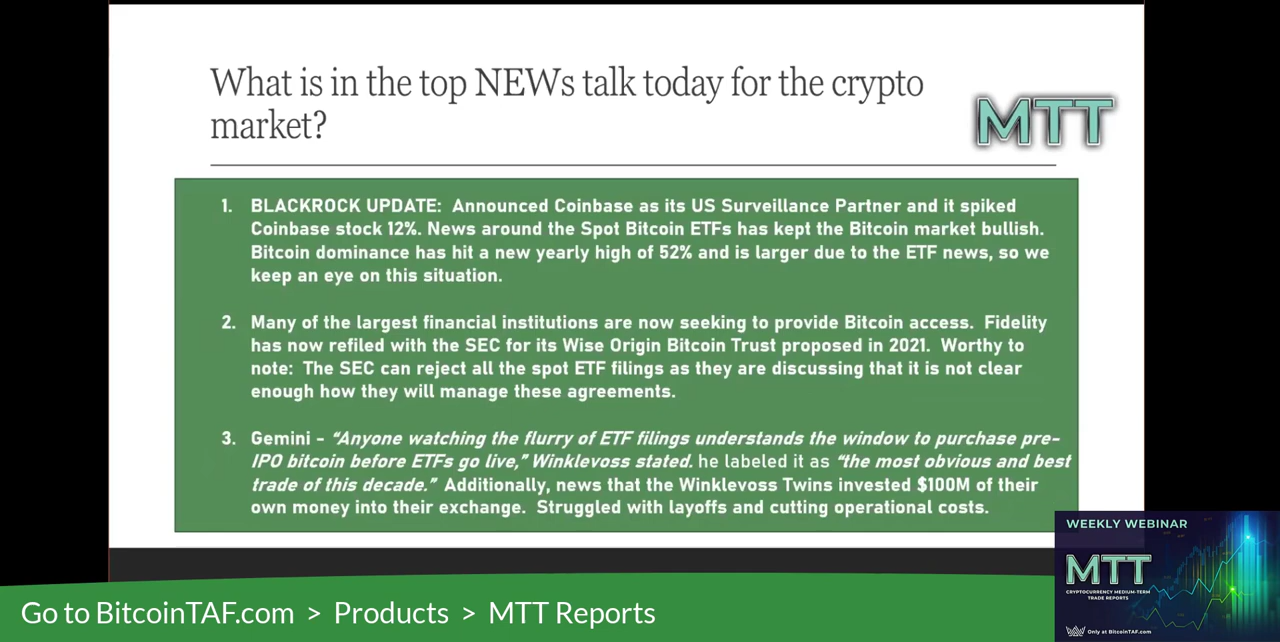 What is in the top NEWs talk today for the crypto
market?
MTT
1. BLACKROCK UPDATE: Announced Coinbase as its US Surveillance Partner and it spiked
Coinbase stock 12%. News around the Spot Bitcoin ETFs has kept the Bitcoin market bullish.
Bitcoin dominance has hit a new yearly high of 52% and is larger due to the ETF news, so we
keep an eye on this situation.
2. Many of the largest financial institutions are now seeking to provide Bitcoin access. Fidelity
has now refiled with the SEC for its Wise Origin Bitcoin Trust proposed in 2021. Worthy to
note: The SEC can reject all the spot ETF filings as they are discussing that it is not clear
enough how they will manage these agreements.
3. Gemini - “Anyone watching the flurry of ETF filings understands the window to purchase pre-
IPO bitcoin before ETFs go live,” Winklevoss stated. he labeled it as “the most obvious and best
trade of this decade.” Additionally, news that the Winklevoss Twins invested $100M of their
own money into their exchange. Struggled with layoffs and cutting operational costs.
WEEKLY WEBINAR
MTT
CRYPTOCURRENCY MEDIUM-TERM
TRADE REPORTS
Only at BitcoinTAF.com
Go to BitcoinTAF.com > Products > MTT Reports